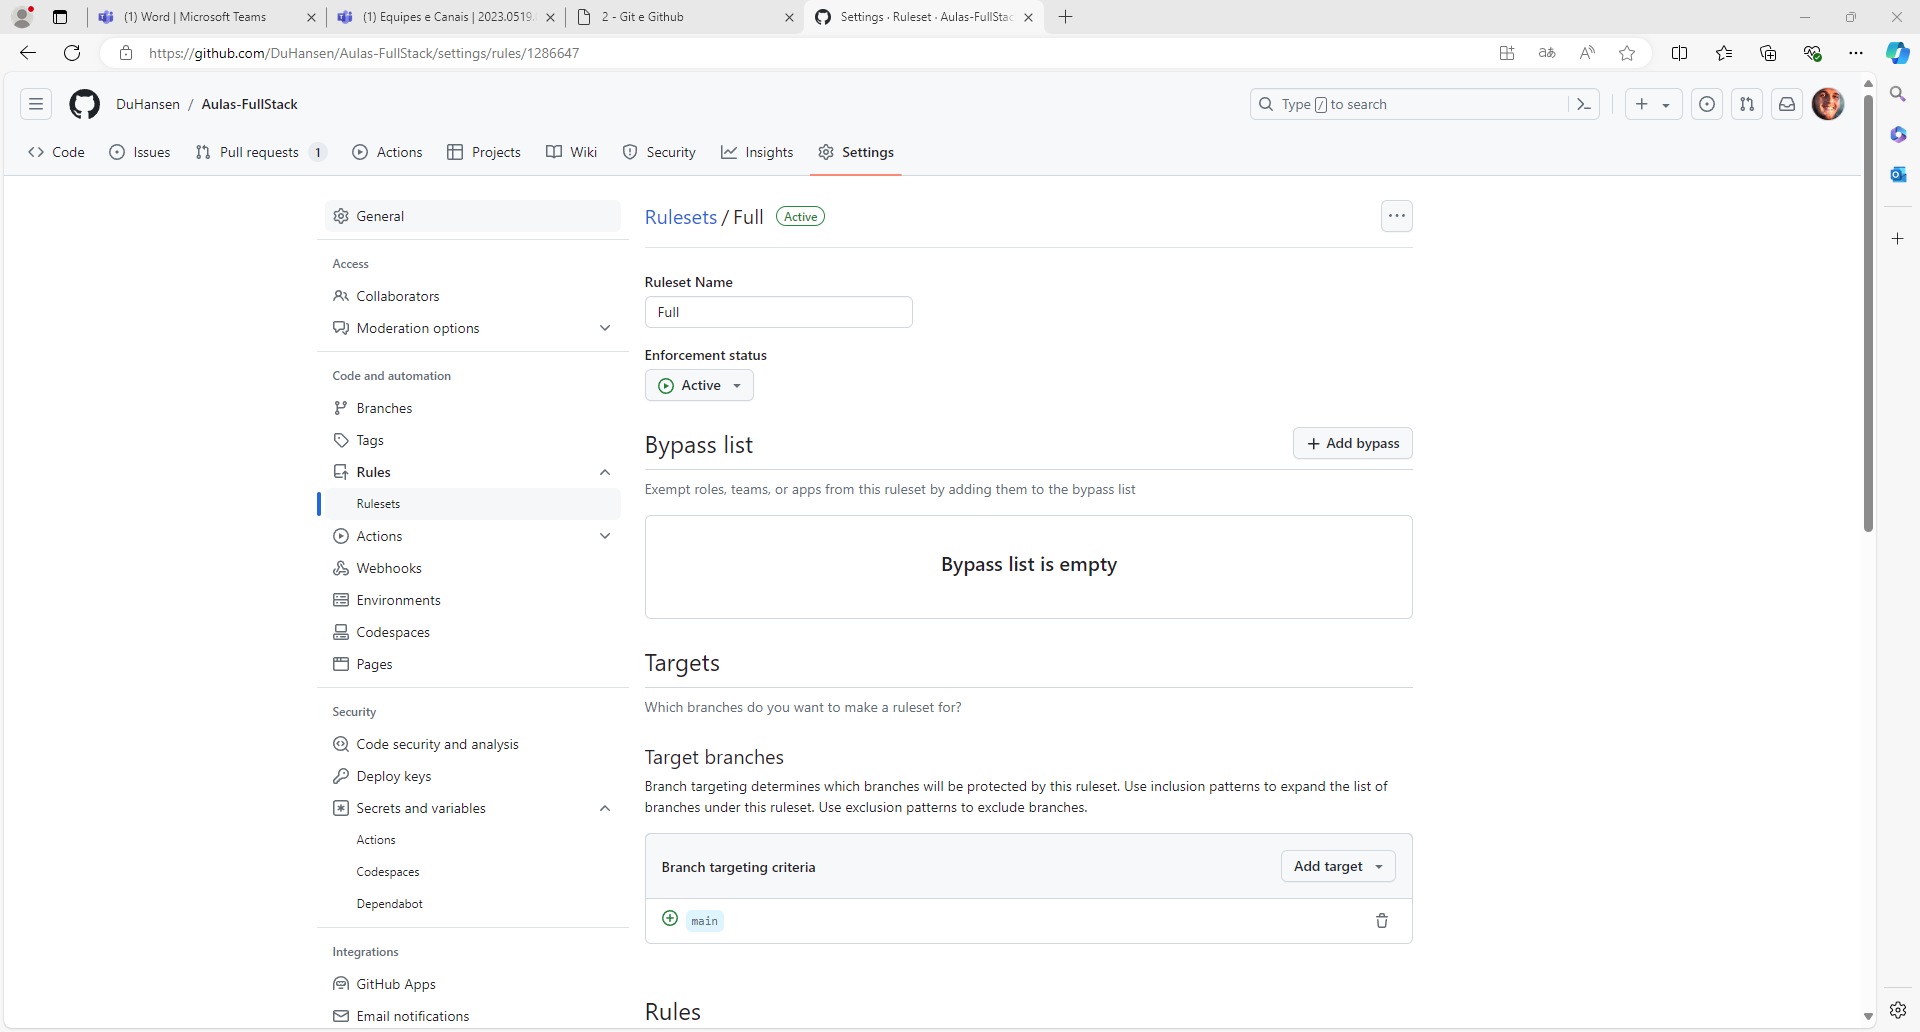 (1) Word | Microsoft Teams
(1) Equipes e Canais | 2023.0519.
2 - Git e Github
Settings · Ruleset · Aulas-FullStac
https://github.com/DuHansen/Aulas-FullStack/settings/rules/1286647
DuHansen / Aulas-FullStack
Type / to search
Code
Issues
Pull requests 1
Actions
Projects
Wiki
Security
Insights
Settings
General
Access
Collaborators
Moderation options
Code and automation
Branches
Tags
Rules
Rulesets
Actions
Webhooks
Environments
Codespaces
Pages
Security
Code security and analysis
Deploy keys
Secrets and variables
Actions
Codespaces
Dependabot
Integrations
GitHub Apps
Email notifications
Rulesets / Full Active
Ruleset Name
Full
Enforcement status
Active
Bypass list
Add bypass
Exempt roles, teams, or apps from this ruleset by adding them to the bypass list
Bypass list is empty
Targets
Which branches do you want to make a ruleset for?
Target branches
Branch targeting determines which branches will be protected by this ruleset. Use inclusion patterns to expand the list of
branches under this ruleset. Use exclusion patterns to exclude branches.
Branch targeting criteria
Add target
main
Rules